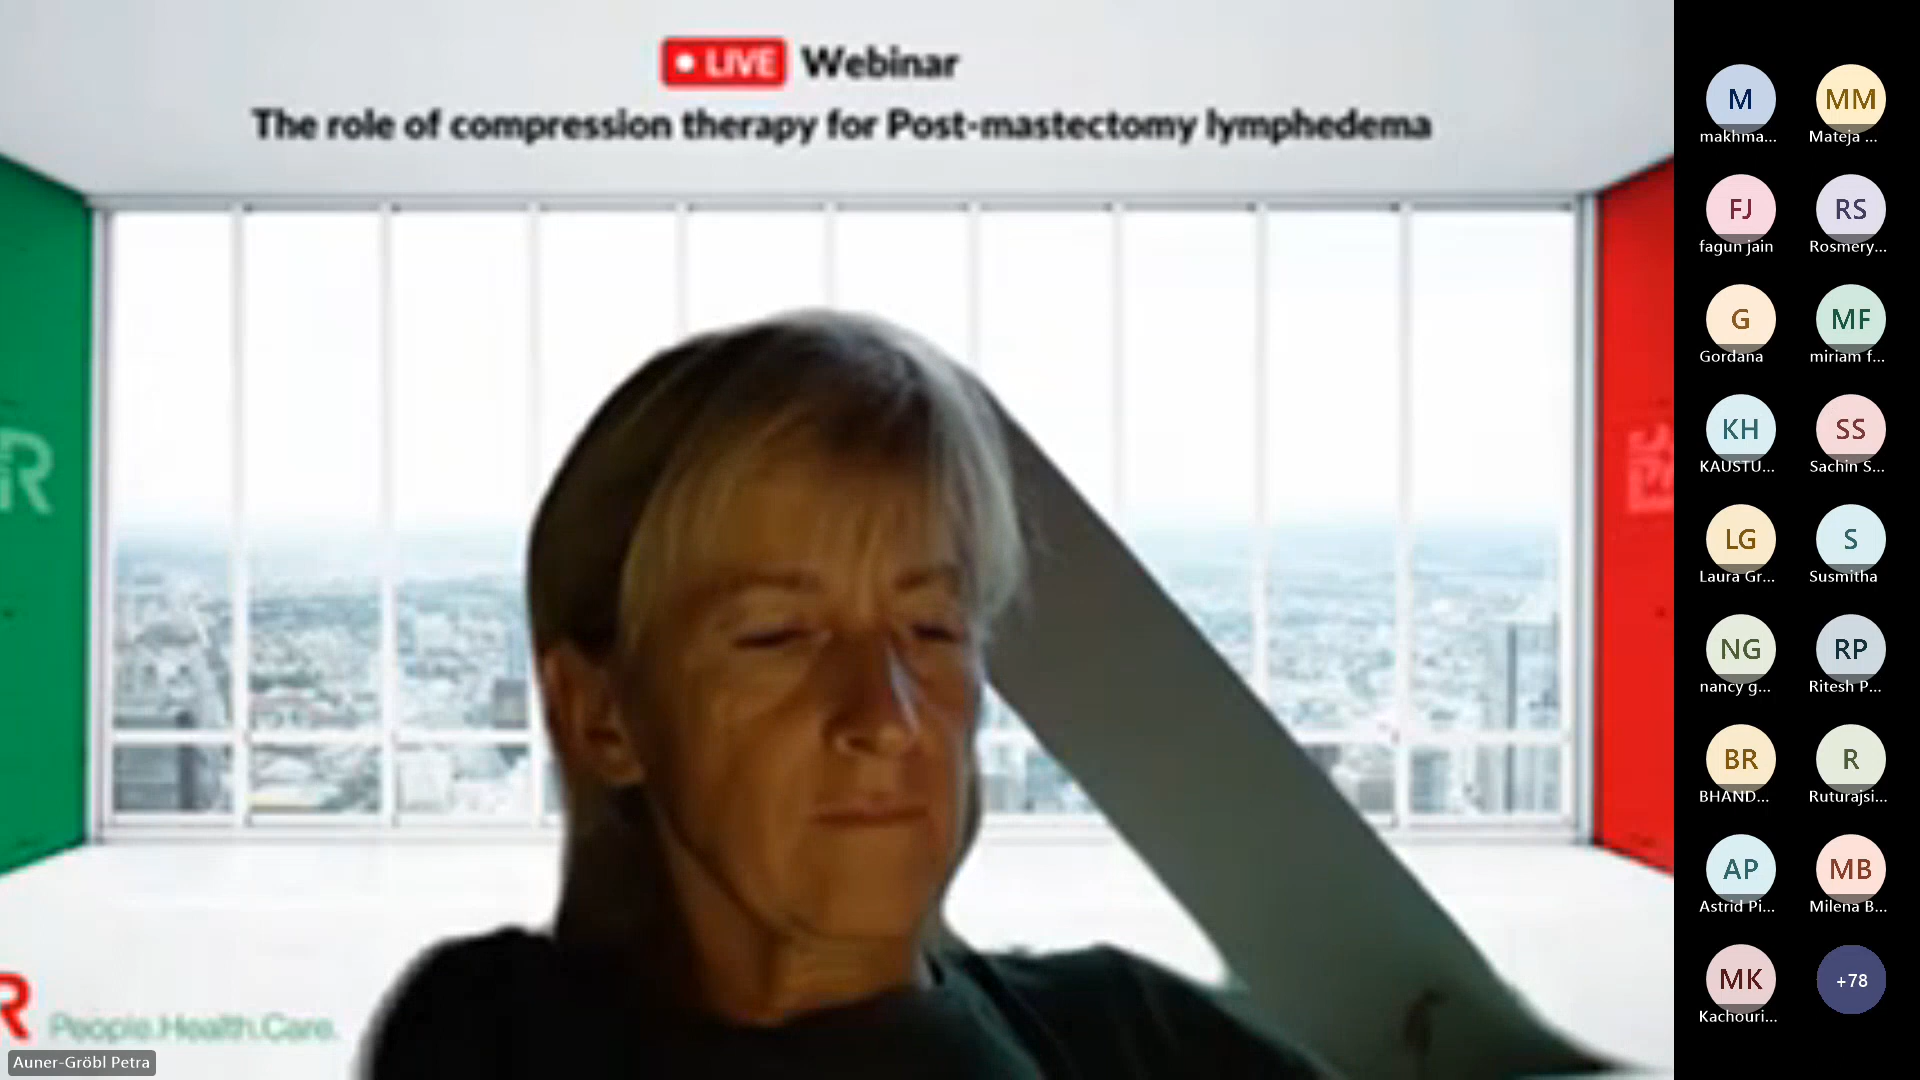 LIVE Webinar
The role of compression therapy for Post-mastectomy lymphedema
R
R People.Health.Care.
Auner-Gröbl Petra
M MM
makhma... Mateja ...
FJ RS
fagun jain Rosmery...
G MF
Gordana miriam f...
KH SS
KAUSTU... Sachin S...
LG S
Laura Gr... Susmitha
NG RP
nancy g... Ritesh P...
BR R
BHAND... Ruturajsi...
AP MB
Astrid Pi... Milena B...
MK +78
Kachouri...